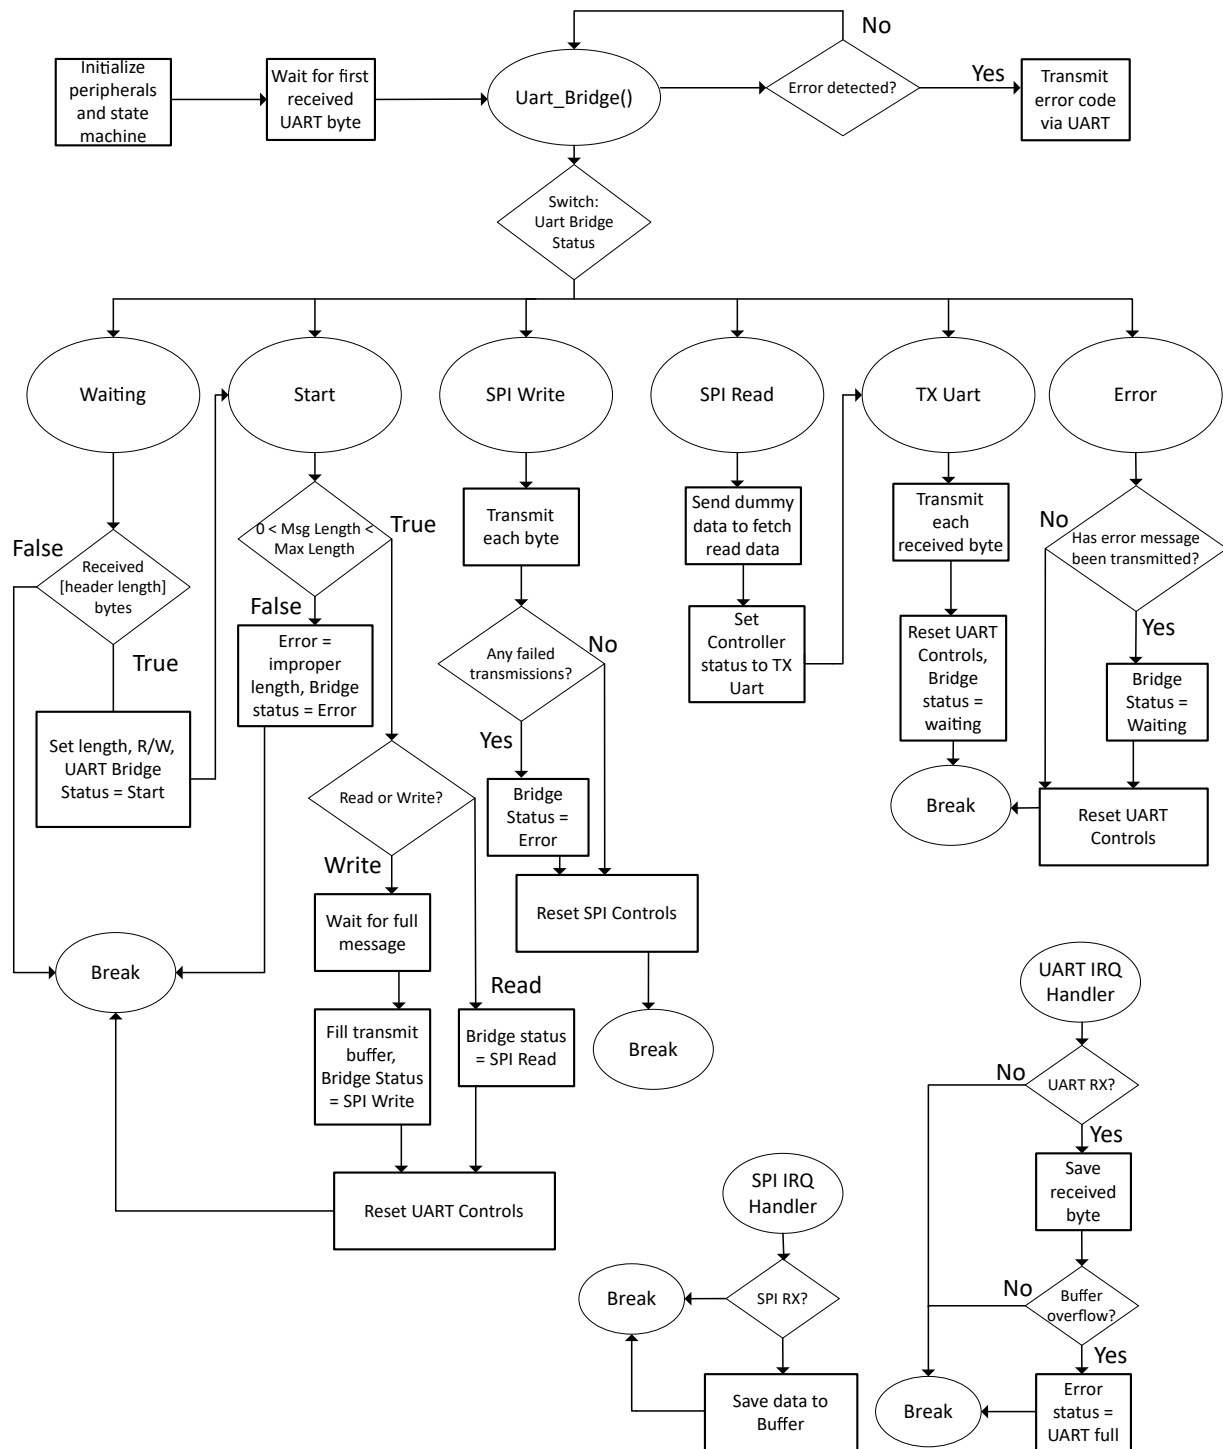 No
Initialize
peripherals
and state
machine
Wait for first
received
UART byte
Uart_Bridge()
Error detected?
Yes
Transmit
error code
via UART
Switch:
Uart Bridge
Status
Waiting
Start
SPI Write
SPI Read
TX Uart
Error
False
Received
[header length]
bytes
True
Set length, R/W,
UART Bridge
Status = Start
0 < Msg Length <
Max Length
True
False
Error =
improper
length, Bridge
status = Error
Read or Write?
Write
Wait for full
message
Read
Fill transmit
buffer,
Bridge Status
= SPI Write
Bridge status
= SPI Read
Reset UART Controls
Break
Transmit
each byte
Any failed
transmissions?
No
Yes
Bridge
Status =
Error
Reset SPI Controls
Break
Send dummy
data to fetch
read data
Set
Controller
status to TX
Uart
Transmit
each
received byte
Reset UART
Controls,
Bridge
status =
waiting
Break
No
Has error message
been transmitted?
Yes
Bridge
Status =
Waiting
Reset UART
Controls
SPI IRQ
Handler
SPI RX?
Break
Save data to
Buffer
UART IRQ
Handler
No
UART RX?
Yes
Save
received
byte
No
Buffer
overflow?
Yes
Error
status =
UART full
Break